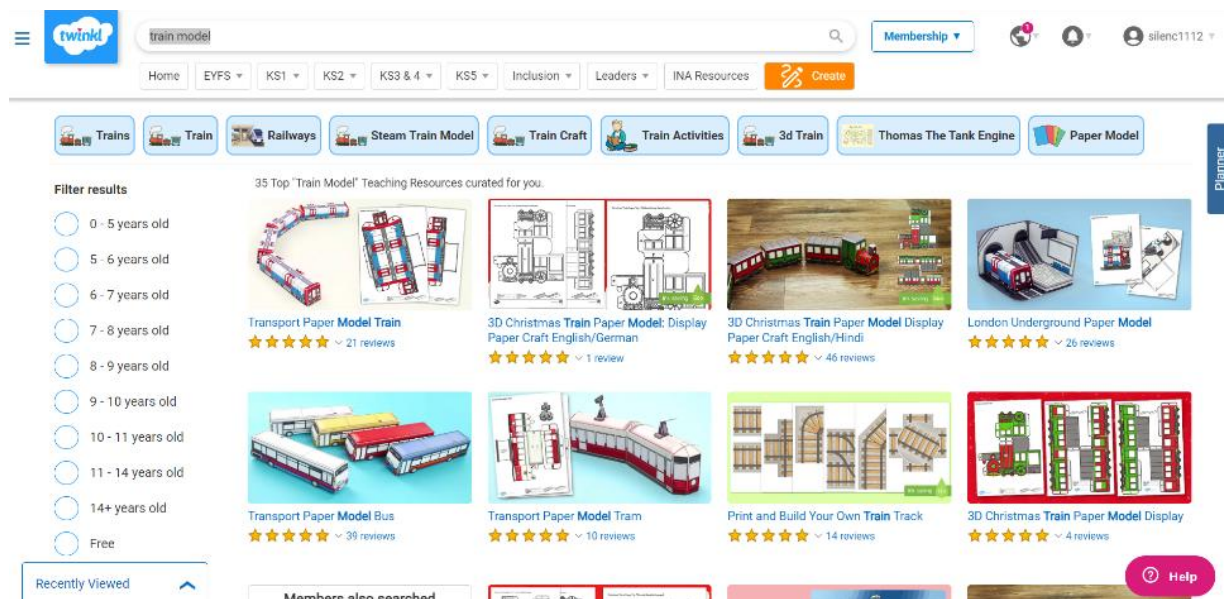 twinkl
train model
Membership ▼
silenc1112
Home
EYFS
KS1
KS2
KS3 & 4
KS5
Inclusion
Leaders
INA Resources
Create
Trains
Train
Railways
Steam Train Model
Train Craft
Train Activities
3d Train
Thomas The Tank Engine
Paper Model
Planner
Filter results
0 - 5 years old
5 - 6 years old
6 - 7 years old
7 - 8 years old
8 - 9 years old
9 - 10 years old
10 - 11 years old
11 - 14 years old
14+ years old
Free
Recently Viewed
35 Top "Train Model" Teaching Resources curated for you.
Transport Paper Model Train
21 reviews
3D Christmas Train Paper Model: Display
Paper Craft English/German
1 review
3D Christmas Train Paper Model Display
Paper Craft English/Hindi
46 reviews
London Underground Paper Model
26 reviews
Transport Paper Model Bus
39 reviews
Transport Paper Model Tram
10 reviews
Print and Build Your Own Train Track
14 reviews
3D Christmas Train Paper Model Display
4 reviews
Members also searched
Help